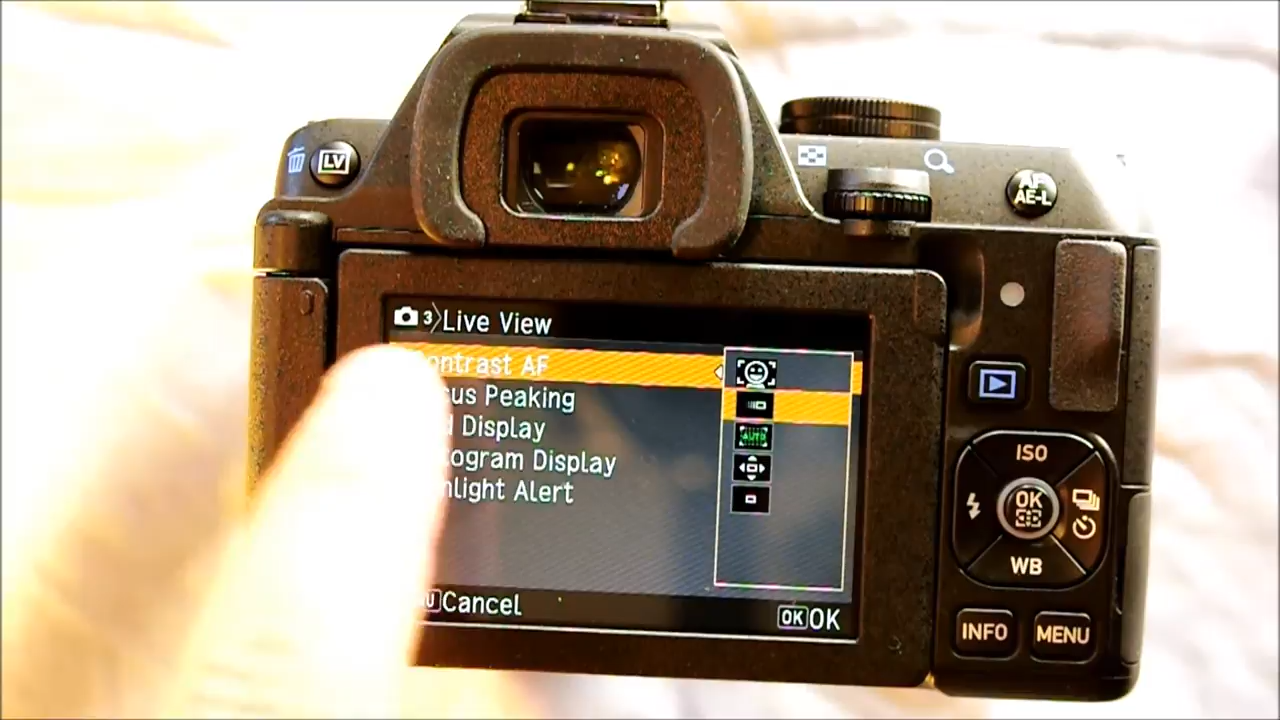 LV
AF
AE-L
3 Live View
ontrast AF
us Peaking
d Display
ogram Display
light Alert
AUTO
U Cancel
OK OK
ISO
OK
WB
INFO
MENU